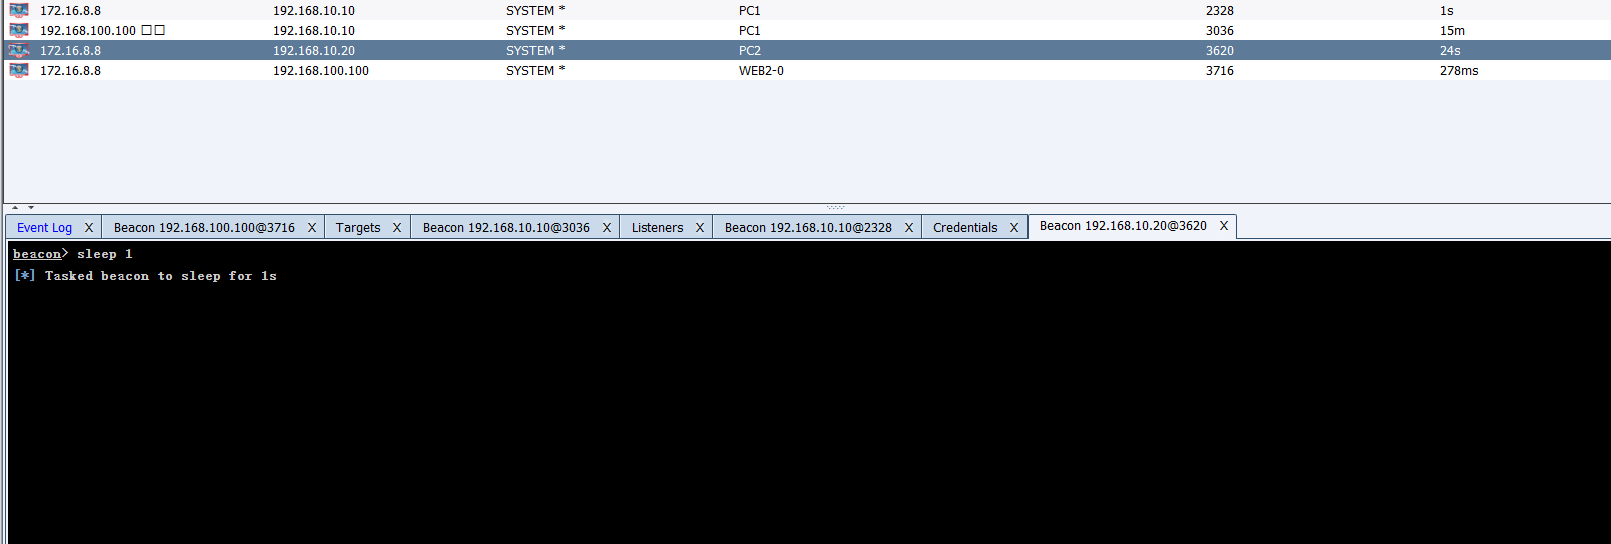 172.16.8.8 192.168.10.10 SYSTEM * PC1 2328 1s
192.168.100.100 □□ 192.168.10.10 SYSTEM * PC1 3036 15m
172.16.8.8 192.168.10.20 SYSTEM * PC2 3620 24s
172.16.8.8 192.168.100.100 SYSTEM * WEB2-0 3716 278ms
Event Log X Beacon 192.168.100.100@3716 X Targets X Beacon 192.168.10.10@3036 X Listeners X Beacon 192.168.10.10@2328 X Credentials X Beacon 192.168.10.20@3620 X
beacon> sleep 1
[*] Tasked beacon to sleep for 1s